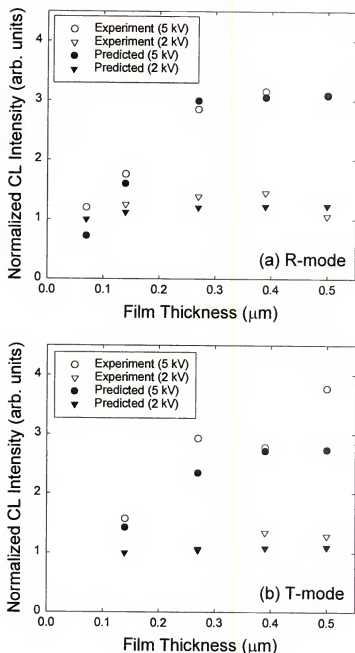 Normalized CL Intensity (arb. units)
4
3
2
1
0
Experiment (5 kV)
Experiment (2 kV)
Predicted (5 kV)
Predicted (2 kV)
(a) R-mode
0.0
0.1
0.2
0.3
0.4
0.5
Film Thickness (μm)
Normalized CL Intensity (arb. units)
4
3
2
1
0
Experiment (5 kV)
Experiment (2 kV)
Predicted (5 kV)
Predicted (2 kV)
(b) T-mode
0.0
0.1
0.2
0.3
0.4
0.5
Film Thickness (μm)